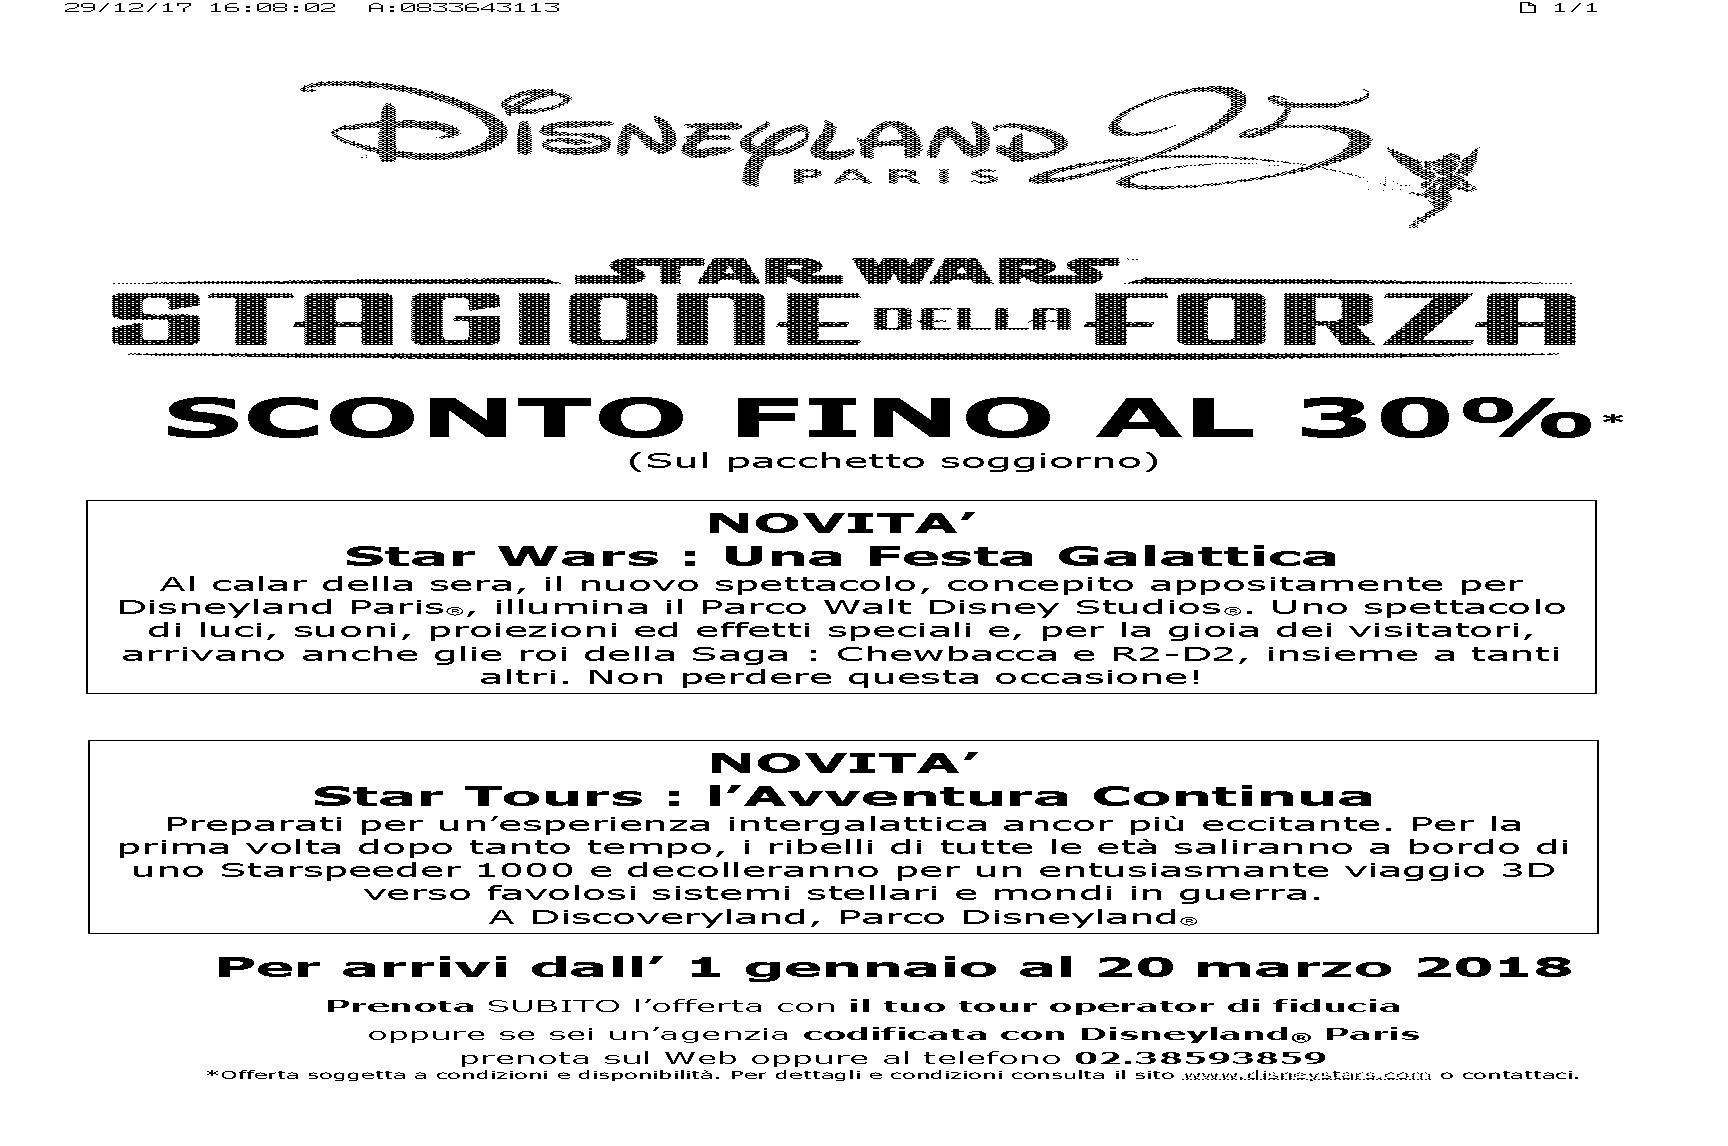 29/12/17 16:08:02 A:0833643113 1/1
DISNEYLAND 25
PARIS
STAR WARS
STAGIONE DELLA FORZA
SCONTO FINO AL 30%*
(Sul pacchetto soggiorno)
NOVITA’
Star Wars : Una Festa Galattica
Al calar della sera, il nuovo spettacolo, concepito appositamente per
Disneyland Paris®, illumina il Parco Walt Disney Studios®. Uno spettacolo
di luci, suoni, proiezioni ed effetti speciali e, per la gioia dei visitatori,
arrivano anche glie roi della Saga : Chewbacca e R2-D2, insieme a tanti
altri. Non perdere questa occasione!
NOVITA’
Star Tours : l’Avventura Continua
Preparati per un’esperienza intergalattica ancor più eccitante. Per la
prima volta dopo tanto tempo, i ribelli di tutte le età saliranno a bordo di
uno Starspeeder 1000 e decolleranno per un entusiasmante viaggio 3D
verso favolosi sistemi stellari e mondi in guerra.
A Discoveryland, Parco Disneyland®
Per arrivi dall’ 1 gennaio al 20 marzo 2018
Prenota SUBITO l’offerta con il tuo tour operator di fiducia
oppure se sei un’agenzia codificata con Disneyland® Paris
prenota sul Web oppure al telefono 02.38593859
*Offerta soggetta a condizioni e disponibilità. Per dettagli e condizioni consulta il sito www.disneystars.com o contattaci.